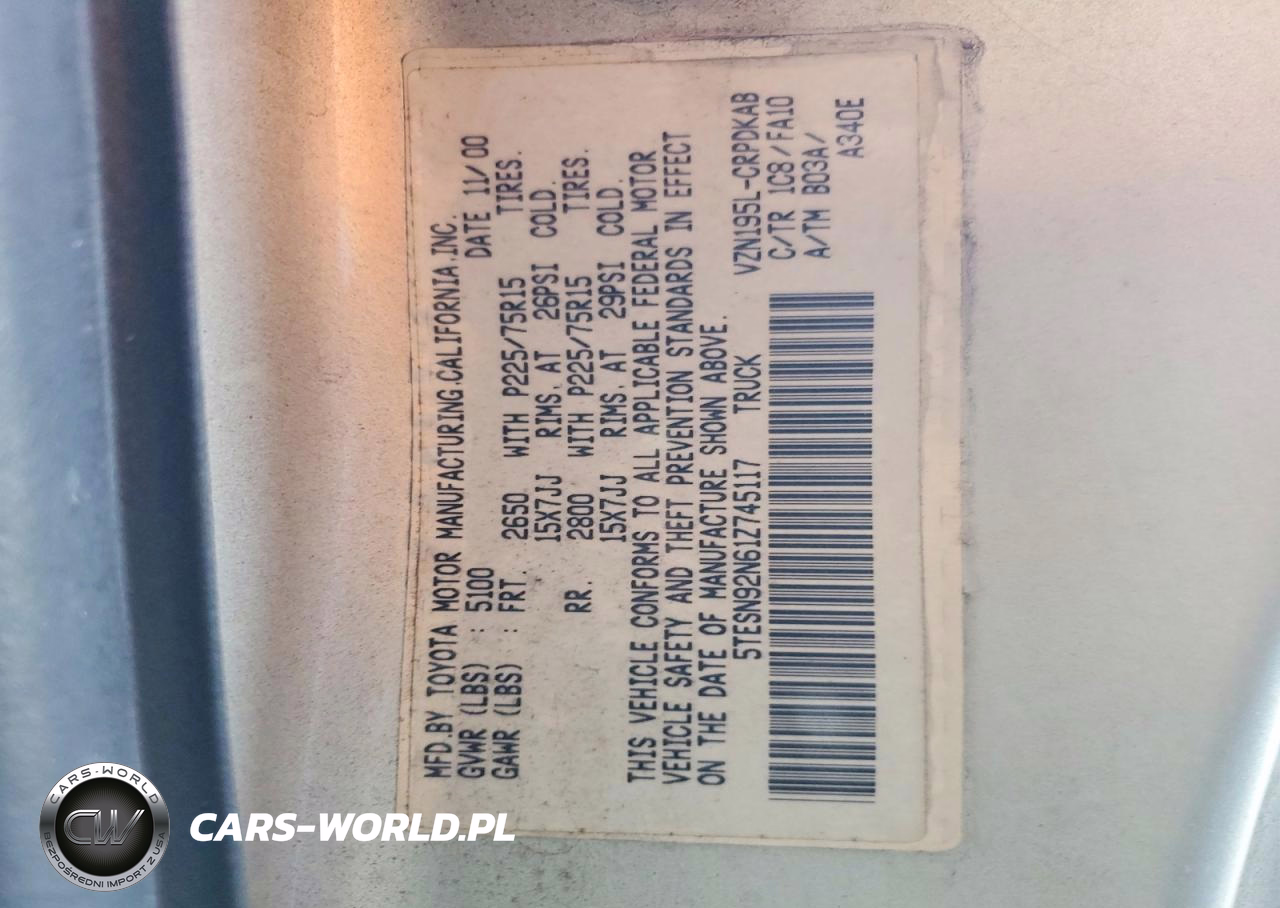 MFD.BY TOYOTA MOTOR MANUFACTURING.CALIFORNIA.INC.
GVWR (LBS) : 5100 DATE 11/00
GAWR (LBS) : FRT. 2650 WITH P225/75R15 TIRES.
15X7JJ RIMS. AT 26PSI COLD.
RR. 2800 WITH P225/75R15 TIRES.
15X7JJ RIMS. AT 29PSI COLD.
THIS VEHICLE CONFORMS TO ALL APPLICABLE FEDERAL MOTOR
VEHICLE SAFETY AND THEFT PREVENTION STANDARDS IN EFFECT
ON THE DATE OF MANUFACTURE SHOWN ABOVE.
5TESN92N61Z745117 TRUCK VZN195L-CRPDKAB
C/TR 1C8/FA10
A/TM B03A/
A340E
CARS-WORLD
CW
BEZPOŚREDNI IMPORT Z USA
CARS-WORLD.PL